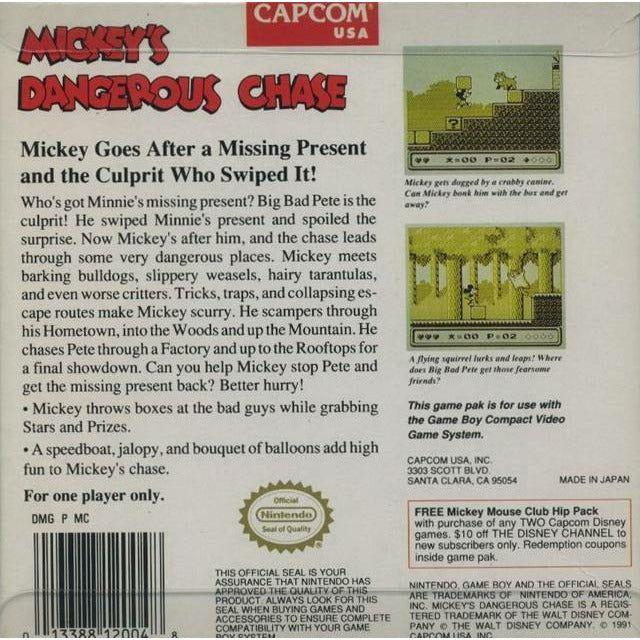 CAPCOM®
USA
MICKEY'S
DANGEROUS CHASE
Mickey Goes After a Missing Present
and the Culprit Who Swiped It!
Who's got Minnie's missing present? Big Bad Pete is the
culprit! He swiped Minnie's present and spoiled the
surprise. Now Mickey's after him, and the chase leads
through some very dangerous places. Mickey meets
barking bulldogs, slippery weasels, hairy tarantulas,
and even worse critters. Tricks, traps, and collapsing es-
cape routes make Mickey scurry. He scampers through
his Hometown, into the Woods and up the Mountain. He
chases Pete through a Factory and up to the Rooftops for
a final showdown. Can you help Mickey stop Pete and
get the missing present back? Better hurry!
• Mickey throws boxes at the bad guys while grabbing
Stars and Prizes.
• A speedboat, jalopy, and bouquet of balloons add high
fun to Mickey's chase.
For one player only.
DMG P MC
0 13388 12004 8
Official
Nintendo
Seal of Quality
THIS OFFICIAL SEAL IS YOUR
ASSURANCE THAT NINTENDO HAS
APPROVED THE QUALITY OF THIS
PRODUCT. ALWAYS LOOK FOR THIS
SEAL WHEN BUYING GAMES AND
ACCESSORIES TO ENSURE COMPLETE
COMPATIBILITY WITH YOUR GAME
BOY SYSTEM.
?
×=00 P=02
Mickey gets dogged by a crabby canine.
Can Mickey bonk him with the box and get
away?
×=00 P=02
A flying squirrel lurks and leaps! Where
does Big Bad Pete get those fearsome
friends?
This game pak is for use with
the Game Boy Compact Video
Game System.
CAPCOM USA, INC.
3303 SCOTT BLVD.
SANTA CLARA, CA 95054 MADE IN JAPAN
FREE Mickey Mouse Club Hip Pack
with purchase of any TWO Capcom Disney
games. $10 off THE DISNEY CHANNEL to
new subscribers only. Redemption coupons
inside game pak.
NINTENDO, GAME BOY AND THE OFFICIAL SEALS
ARE TRADEMARKS OF NINTENDO OF AMERICA,
INC. MICKEY'S DANGEROUS CHASE IS A REGIS-
TERED TRADEMARK OF THE WALT DISNEY COM-
PANY © THE WALT DISNEY COMPANY, © 1991
CAPCOM USA, INC.